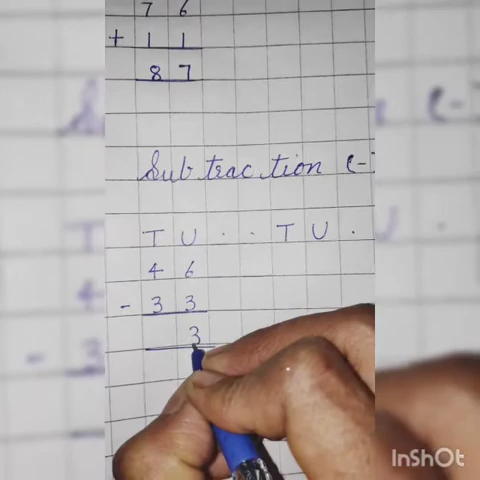 7 6
+ 1 1
8 7
Subtraction (-
T U . . T U .
4 6
- 3 3
3
InShOt